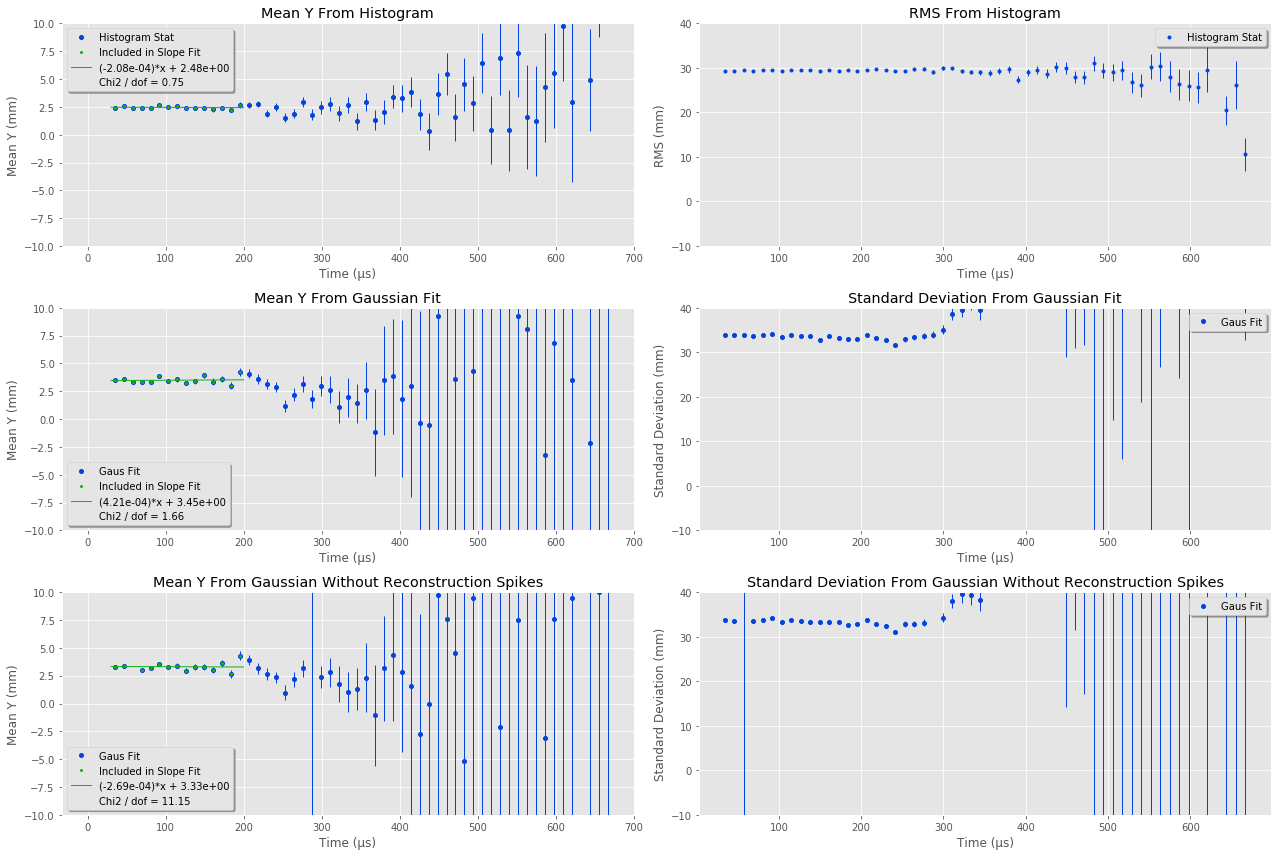 Mean Y From Histogram
10.0
7.5
5.0
2.5
0.0
−2.5
−5.0
−7.5
−10.0
Mean Y (mm)
Histogram Stat
Included in Slope Fit
(-2.08e-04)*x + 2.48e+00
Chi2 / dof = 0.75
0 100 200 300 400 500 600 700
Time (µs)
RMS From Histogram
40
30
20
10
0
−10
RMS (mm)
Histogram Stat
100 200 300 400 500 600
Time (µs)
Mean Y From Gaussian Fit
10.0
7.5
5.0
2.5
0.0
−2.5
−5.0
−7.5
−10.0
Mean Y (mm)
Gaus Fit
Included in Slope Fit
(4.21e-04)*x + 3.45e+00
Chi2 / dof = 1.66
0 100 200 300 400 500 600 700
Time (µs)
Standard Deviation From Gaussian Fit
40
30
20
10
0
−10
Standard Deviation (mm)
Gaus Fit
100 200 300 400 500 600
Time (µs)
Mean Y From Gaussian Without Reconstruction Spikes
10.0
7.5
5.0
2.5
0.0
−2.5
−5.0
−7.5
−10.0
Mean Y (mm)
Gaus Fit
Included in Slope Fit
(-2.69e-04)*x + 3.33e+00
Chi2 / dof = 11.15
0 100 200 300 400 500 600 700
Time (µs)
Standard Deviation From Gaussian Without Reconstruction Spikes
40
30
20
10
0
−10
Standard Deviation (mm)
Gaus Fit
100 200 300 400 500 600
Time (µs)